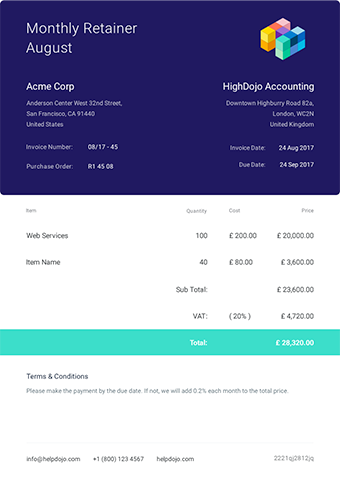 Monthly Retainer
August
Acme Corp
Anderson Center West 32nd Street,
San Francisco, CA 91440
United States
Invoice Number: 08/17 - 45
Purchase Order: R1 45 08
HighDojo Accounting
Downtown Highburry Road 82a,
London, WC2N
United Kingdom
Invoice Date: 24 Aug 2017
Due Date: 24 Sep 2017
Item Quantity Cost Price
Web Services 100 £ 200.00 £ 20,000.00
Item Name 40 £ 80.00 £ 3,600.00
Sub Total: £ 23,600.00
VAT: ( 20% ) £ 4,720.00
Total: £ 28,320.00
Terms & Conditions
Please make the payment by the due date. If not, we will add 0.2% each month to the total price.
info@helpdojo.com +1 (800) 123 4567 helpdojo.com 2221qj2812jq